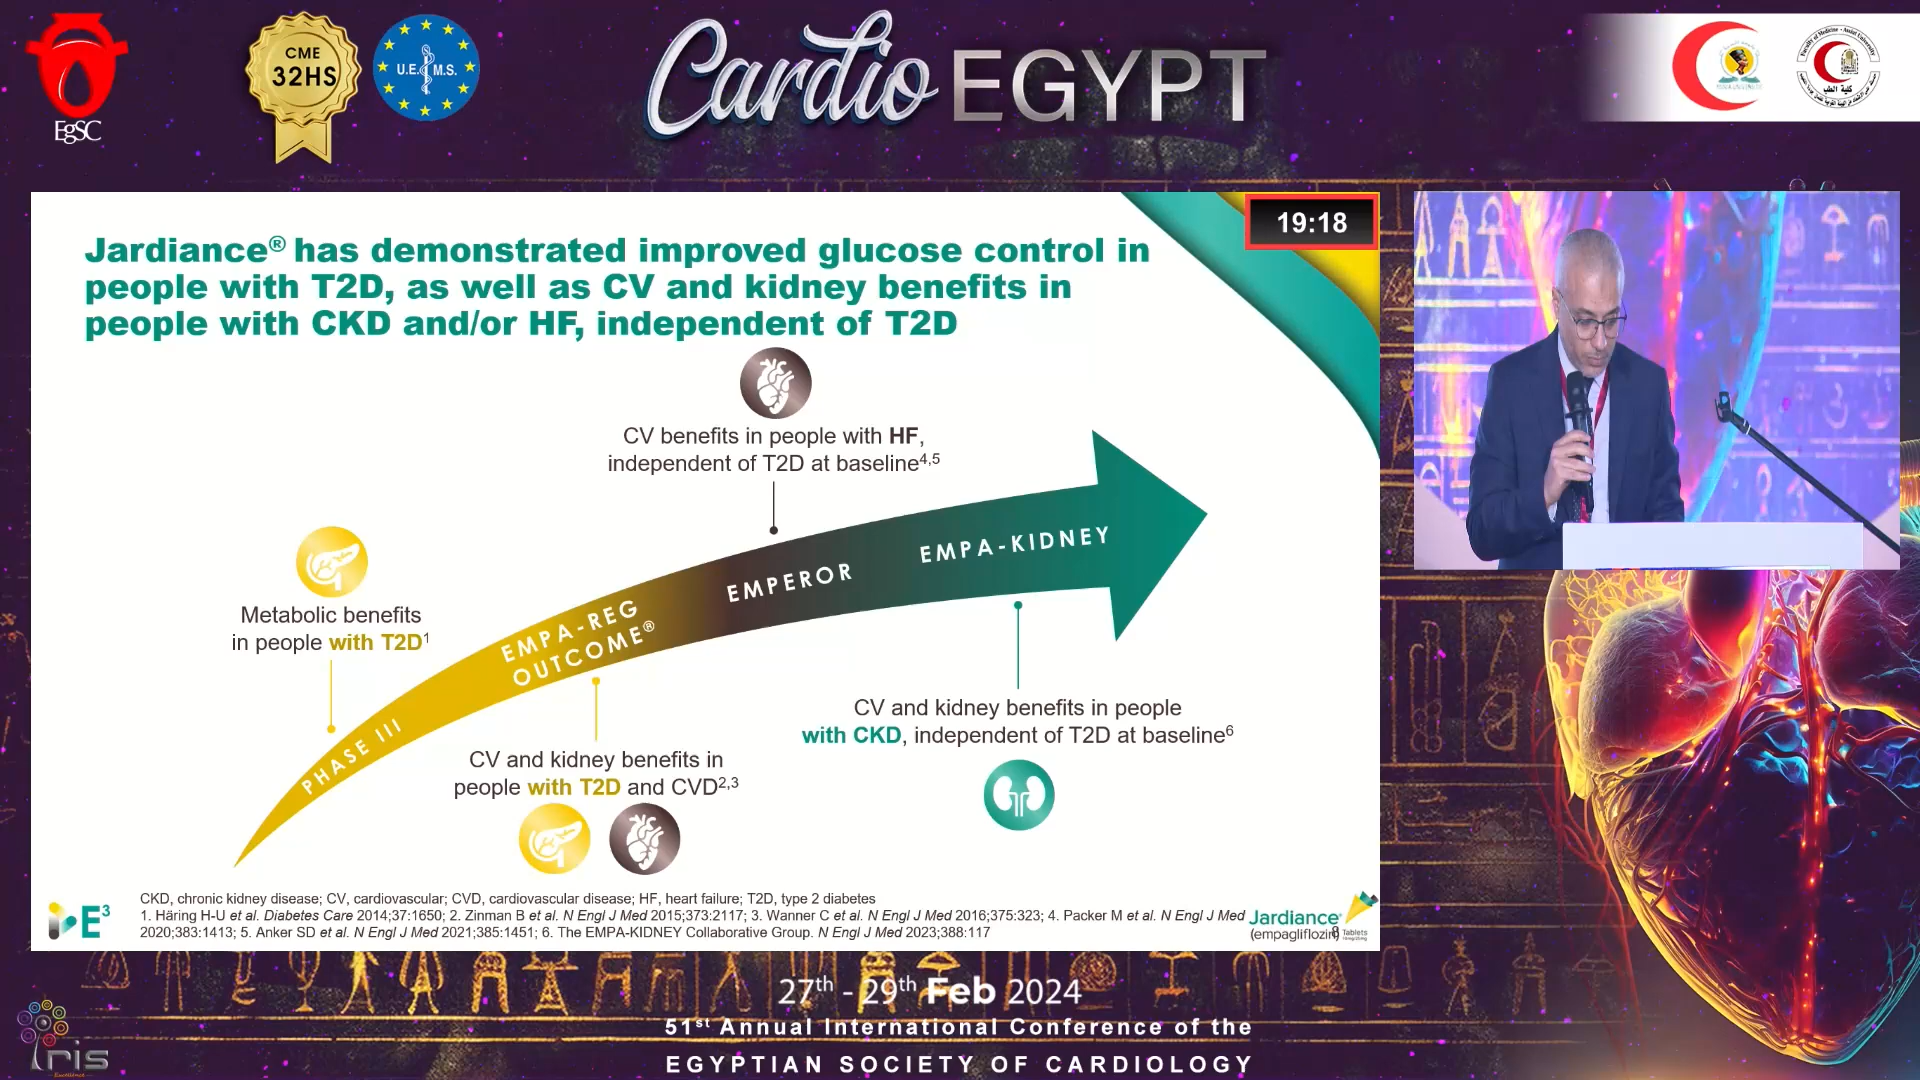 EgSC
CME
32HS
U.E.M.S.
Cardio EGYPT
كلية الطب
19:18
Jardiance® has demonstrated improved glucose control in
people with T2D, as well as CV and kidney benefits in
people with CKD and/or HF, independent of T2D
CV benefits in people with HF,
independent of T2D at baseline4,5
Metabolic benefits
in people with T2D1
PHASE III
EMPA-REG
OUTCOME®
EMPEROR
EMPA-KIDNEY
CV and kidney benefits in
people with T2D and CVD2,3
CV and kidney benefits in people
with CKD, independent of T2D at baseline6
E3
CKD, chronic kidney disease; CV, cardiovascular; CVD, cardiovascular disease; HF, heart failure; T2D, type 2 diabetes
1. Häring H-U et al. Diabetes Care 2014;37:1650; 2. Zinman B et al. N Engl J Med 2015;373:2117; 3. Wanner C et al. N Engl J Med 2016;375:323; 4. Packer M et al. N Engl J Med
2020;383:1413; 5. Anker SD et al. N Engl J Med 2021;385:1451; 6. The EMPA-KIDNEY Collaborative Group. N Engl J Med 2023;388:117
Jardiance®
(empagliflozin) Tablets
8
27th - 29th Feb 2024
51st Annual International Conference of the
EGYPTIAN SOCIETY OF CARDIOLOGY
Iris